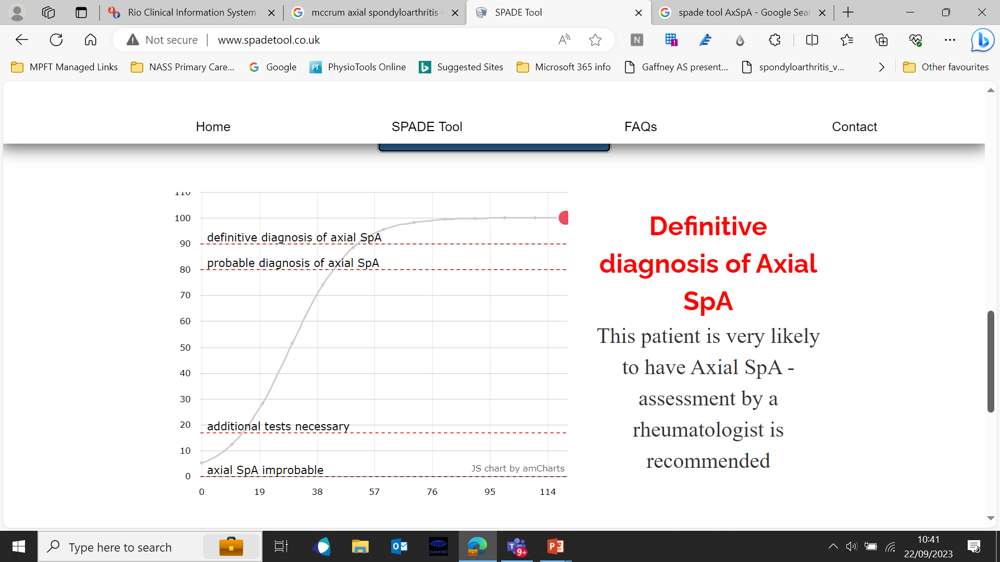 Rio Clinical Information System
mccrum axial spondyloarthritis -
SPADE Tool
spade tool AxSpA - Google Sear
Not secure
www.spadetool.co.uk
A
N
MPFT Managed Links
NASS Primary Care...
Google
PT
PhysioTools Online
b
Suggested Sites
Microsoft 365 info
Gaffney AS present...
spondyloarthritis_v...
Other favourites
Home
SPADE Tool
FAQs
Contact
110
100
90
80
70
60
50
40
30
20
10
0
definitive diagnosis of axial SpA
probable diagnosis of axial SpA
additional tests necessary
axial SpA improbable
JS chart by amCharts
0 19 38 57 76 95 114
Definitive
diagnosis of Axial
SpA
This patient is very likely
to have Axial SpA -
assessment by a
rheumatologist is
recommended
Type here to search
DIAMOND
9+
10:41
22/09/2023